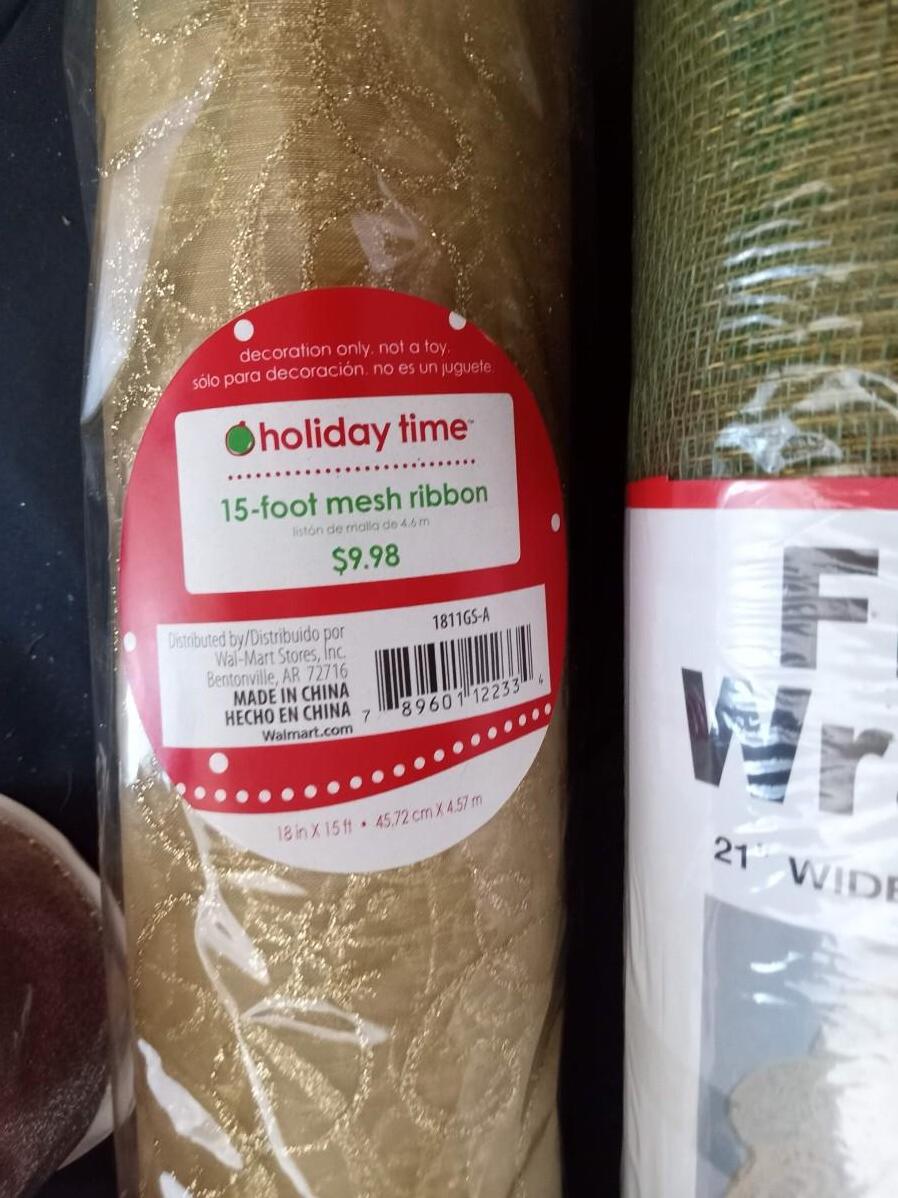 decoration only. not a toy.
sólo para decoración. no es un juguete.
holiday time™
15-foot mesh ribbon
listón de malla de 4.6 m
$9.98
1811GS-A
Distributed by/Distribuido por
Wal-Mart Stores, Inc.
Bentonville, AR 72716
MADE IN CHINA
HECHO EN CHINA
Walmart.com
7 89601 12233 4
18 in X 15 ft • 45.72 cm X 4.57 m
F
Wr
21" WIDE